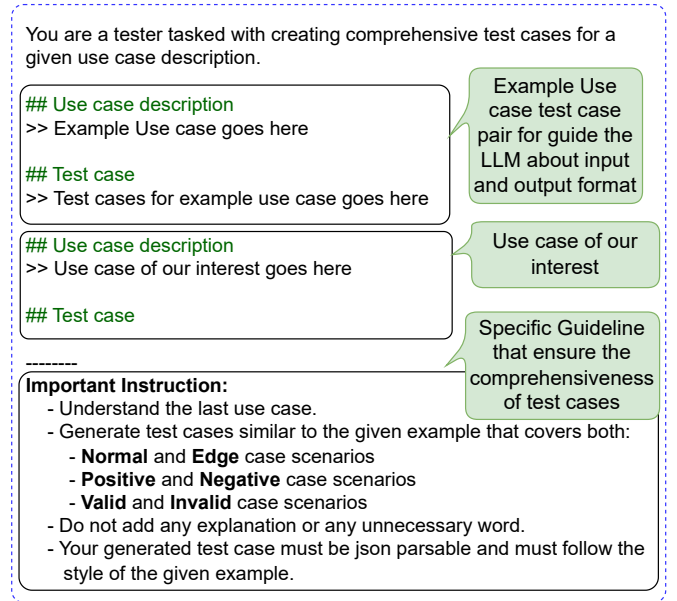 You are a tester tasked with creating comprehensive test cases for a
given use case description.
## Use case description
>> Example Use case goes here
## Test case
>> Test cases for example use case goes here
Example Use
case test case
pair for guide the
LLM about input
and output format
## Use case description
>> Use case of our interest goes here
## Test case
Use case of our
interest
Specific Guideline
that ensure the
comprehensiveness
of test cases
--------
Important Instruction:
- Understand the last use case.
- Generate test cases similar to the given example that covers both:
- Normal and Edge case scenarios
- Positive and Negative case scenarios
- Valid and Invalid case scenarios
- Do not add any explanation or any unnecessary word.
- Your generated test case must be json parsable and must follow the
style of the given example.